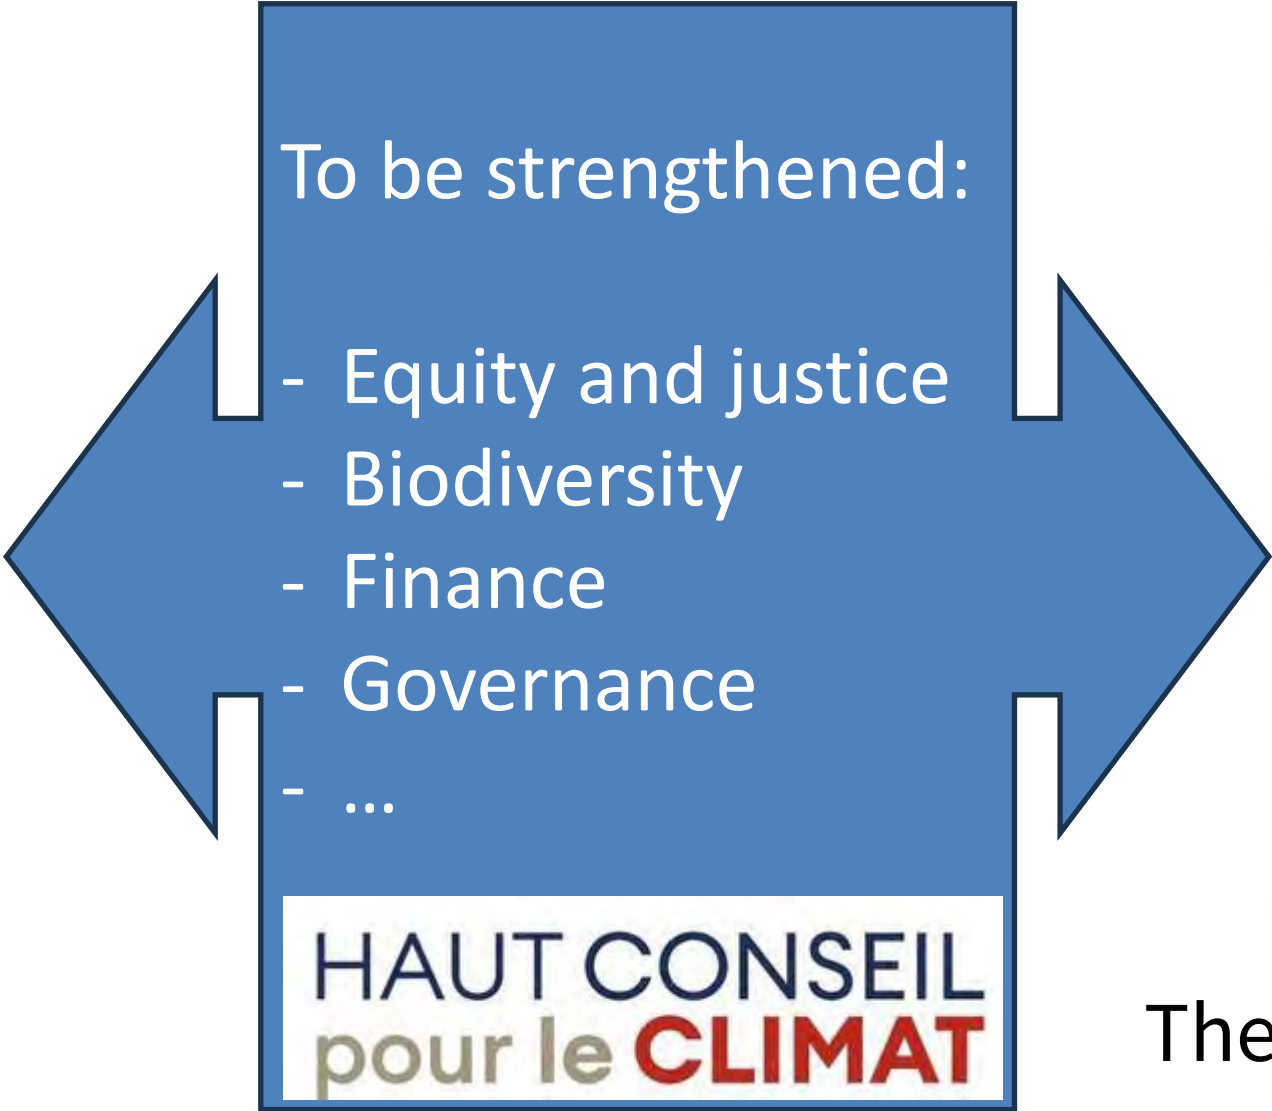 To be strengthened:
- Equity and justice
- Biodiversity
- Finance
- Governance
- ...
HAUT CONSEIL
pour le CLIMAT
The